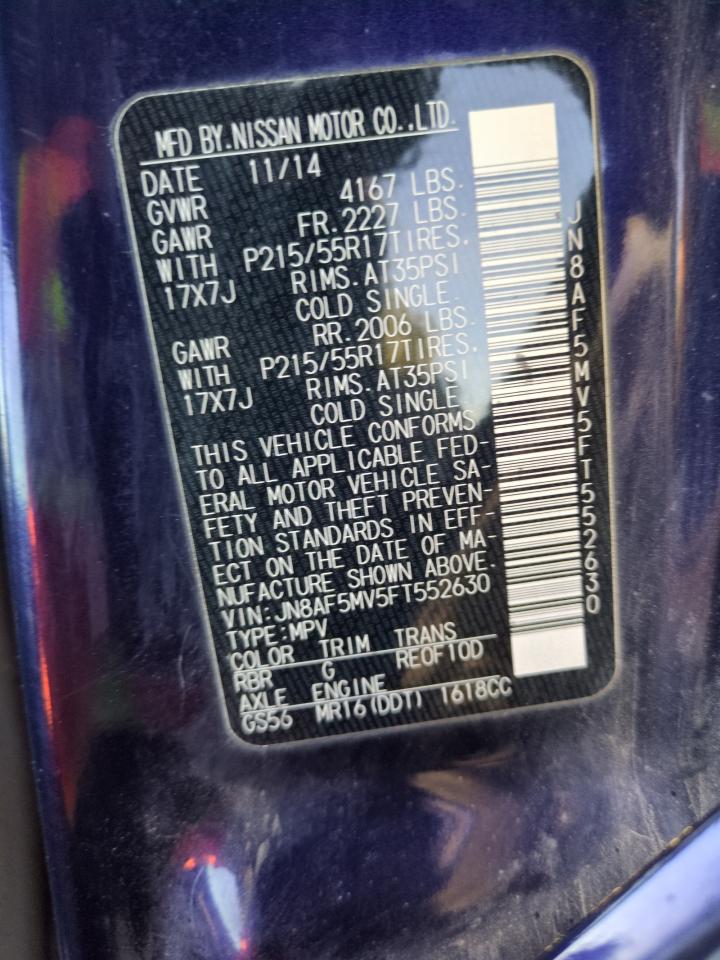 MFD BY.NISSAN MOTOR CO.,LTD.
DATE 11/14
GVWR 4167 LBS.
GAWR FR.2227 LBS.
WITH P215/55R17TIRES.
17X7J RIMS.AT35PSI
COLD SINGLE.
GAWR RR.2006 LBS.
WITH P215/55R17TIRES.
17X7J RIMS.AT35PSI
COLD SINGLE.
THIS VEHICLE CONFORMS
TO ALL APPLICABLE FED-
ERAL MOTOR VEHICLE SA-
FETY AND THEFT PREVEN-
TION STANDARDS IN EFF-
ECT ON THE DATE OF MA-
NUFACTURE SHOWN ABOVE.
VIN:JN8AF5MV5FT552630
TYPE:MPV
COLOR TRIM TRANS
RBR G RE0F10D
AXLE ENGINE
GS56 MR16(DDT) 1618CC
JN8AF5MV5FT552630